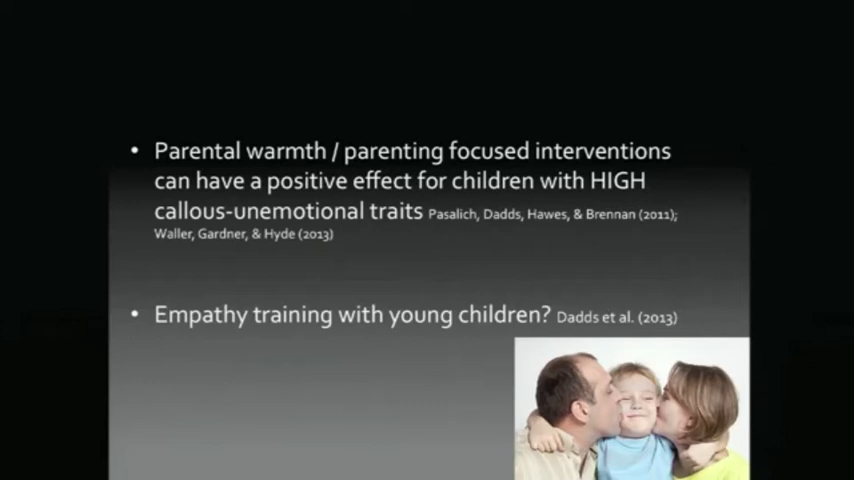 • Parental warmth / parenting focused interventions
can have a positive effect for children with HIGH
callous-unemotional traits Pasalich, Dadds, Hawes, & Brennan (2011);
Waller, Gardner, & Hyde (2013)
• Empathy training with young children? Dadds et al. (2013)